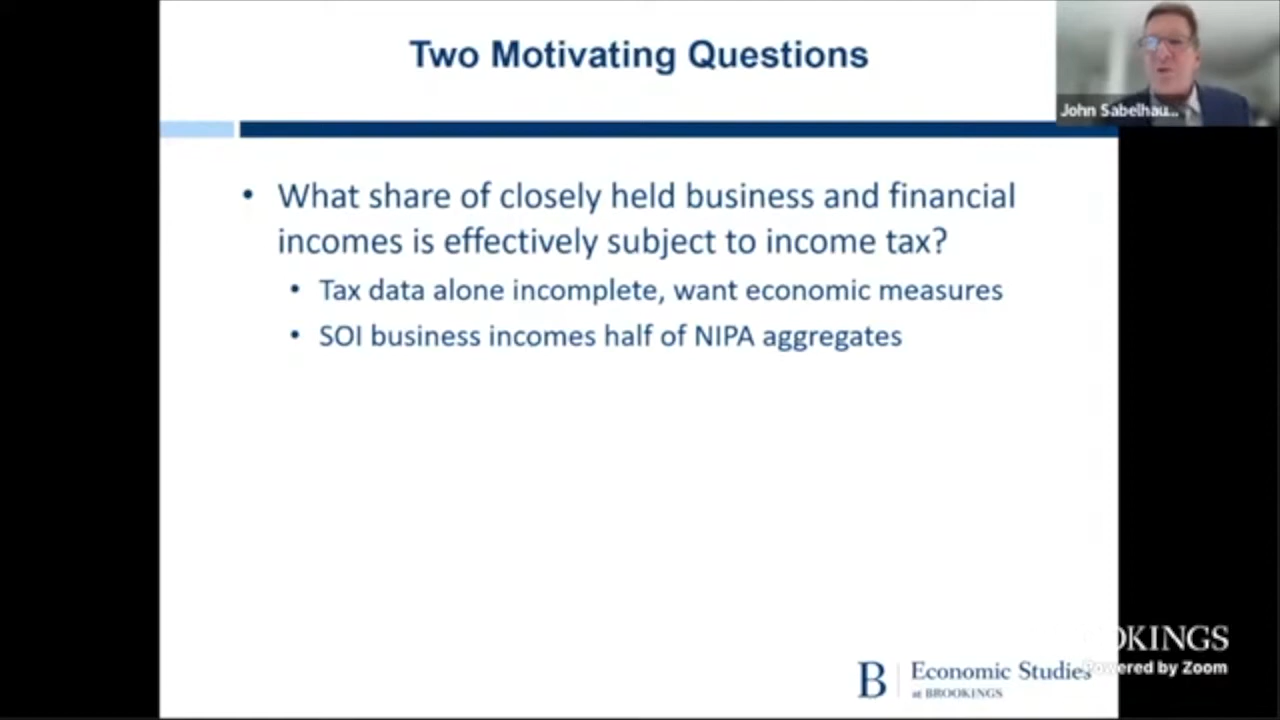 Two Motivating Questions
John Sabelhau...
• What share of closely held business and financial
incomes is effectively subject to income tax?
• Tax data alone incomplete, want economic measures
• SOI business incomes half of NIPA aggregates
B Economic Studies
at BROOKINGS
OKINGS
Powered by Zoom